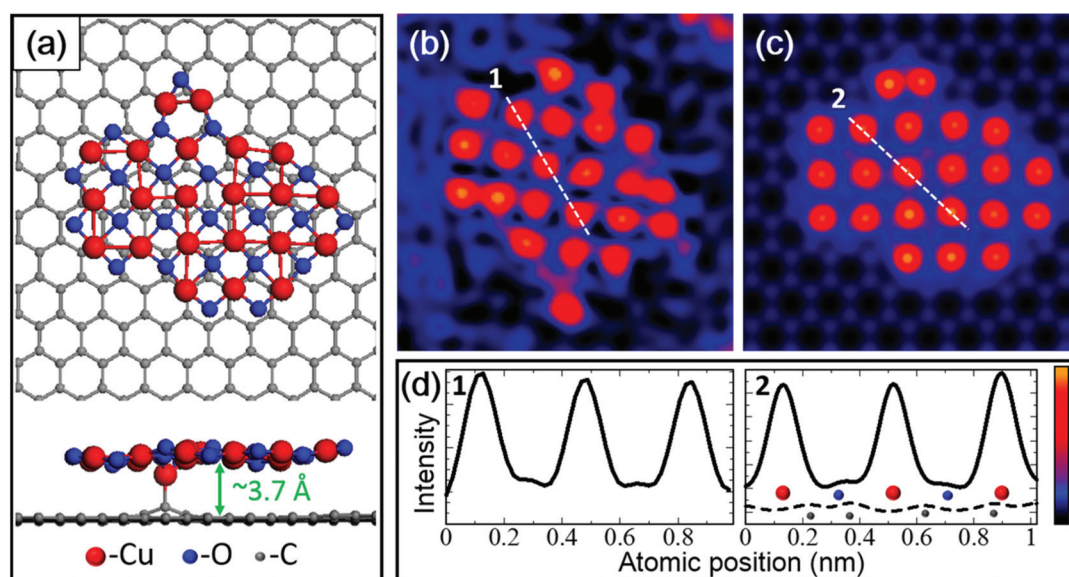 (a)
~3.7 Å
-Cu -O -C
(b)
1
(c)
2
(d)
1
2
Intensity
0 0.2 0.4 0.6 0.8 0 0.2 0.4 0.6 0.8 1
Atomic position (nm)